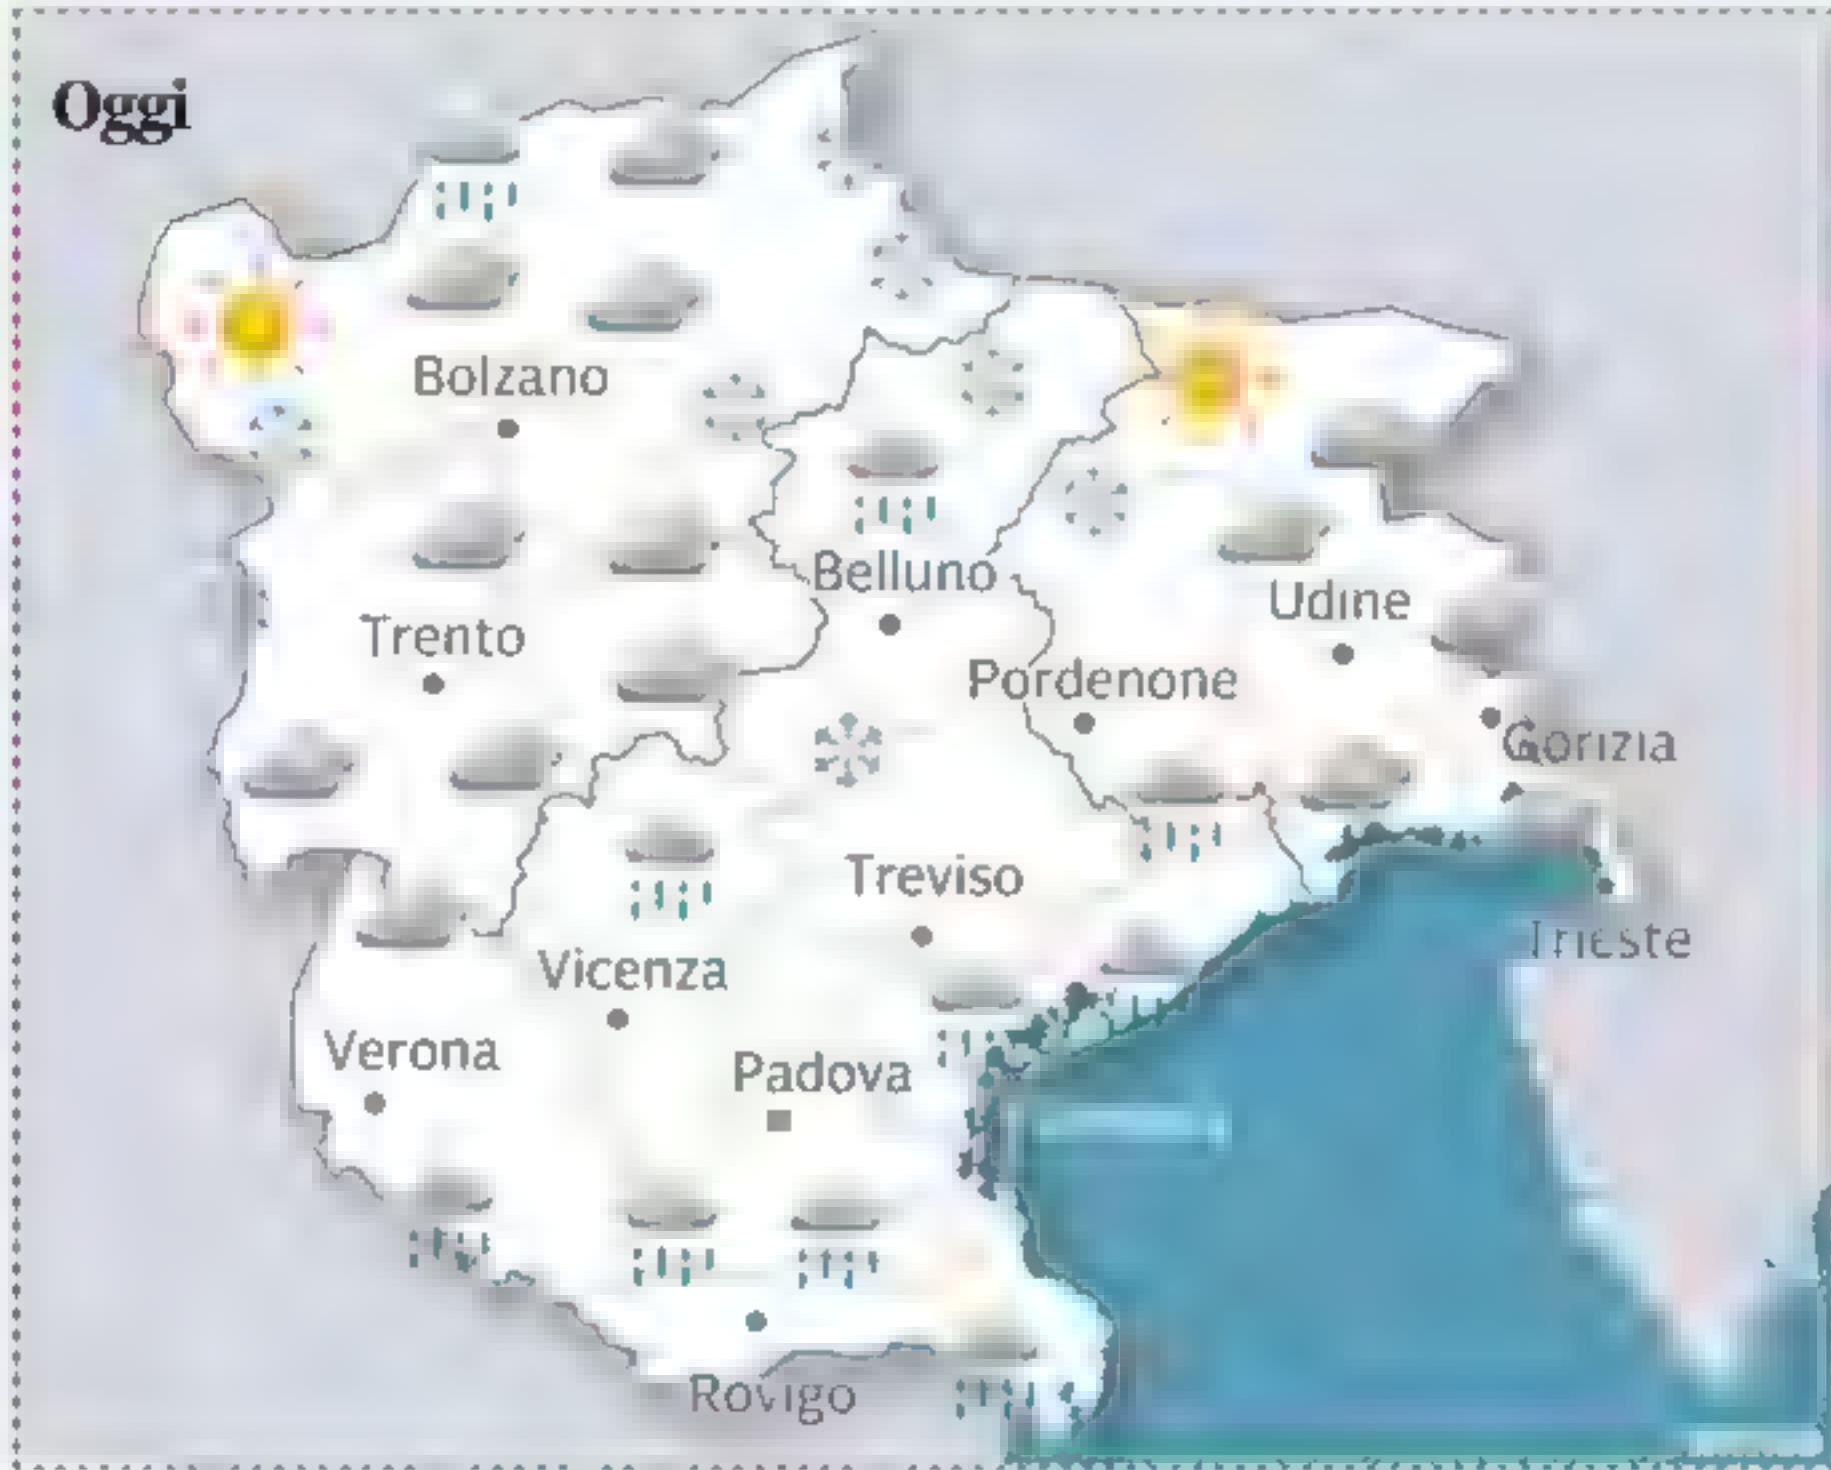 Oggi
Bolzano
Belluno
Udine
Trento
Pordenone
Gorizia
Treviso
Trieste
Vicenza
Verona
Padova
Rovigo